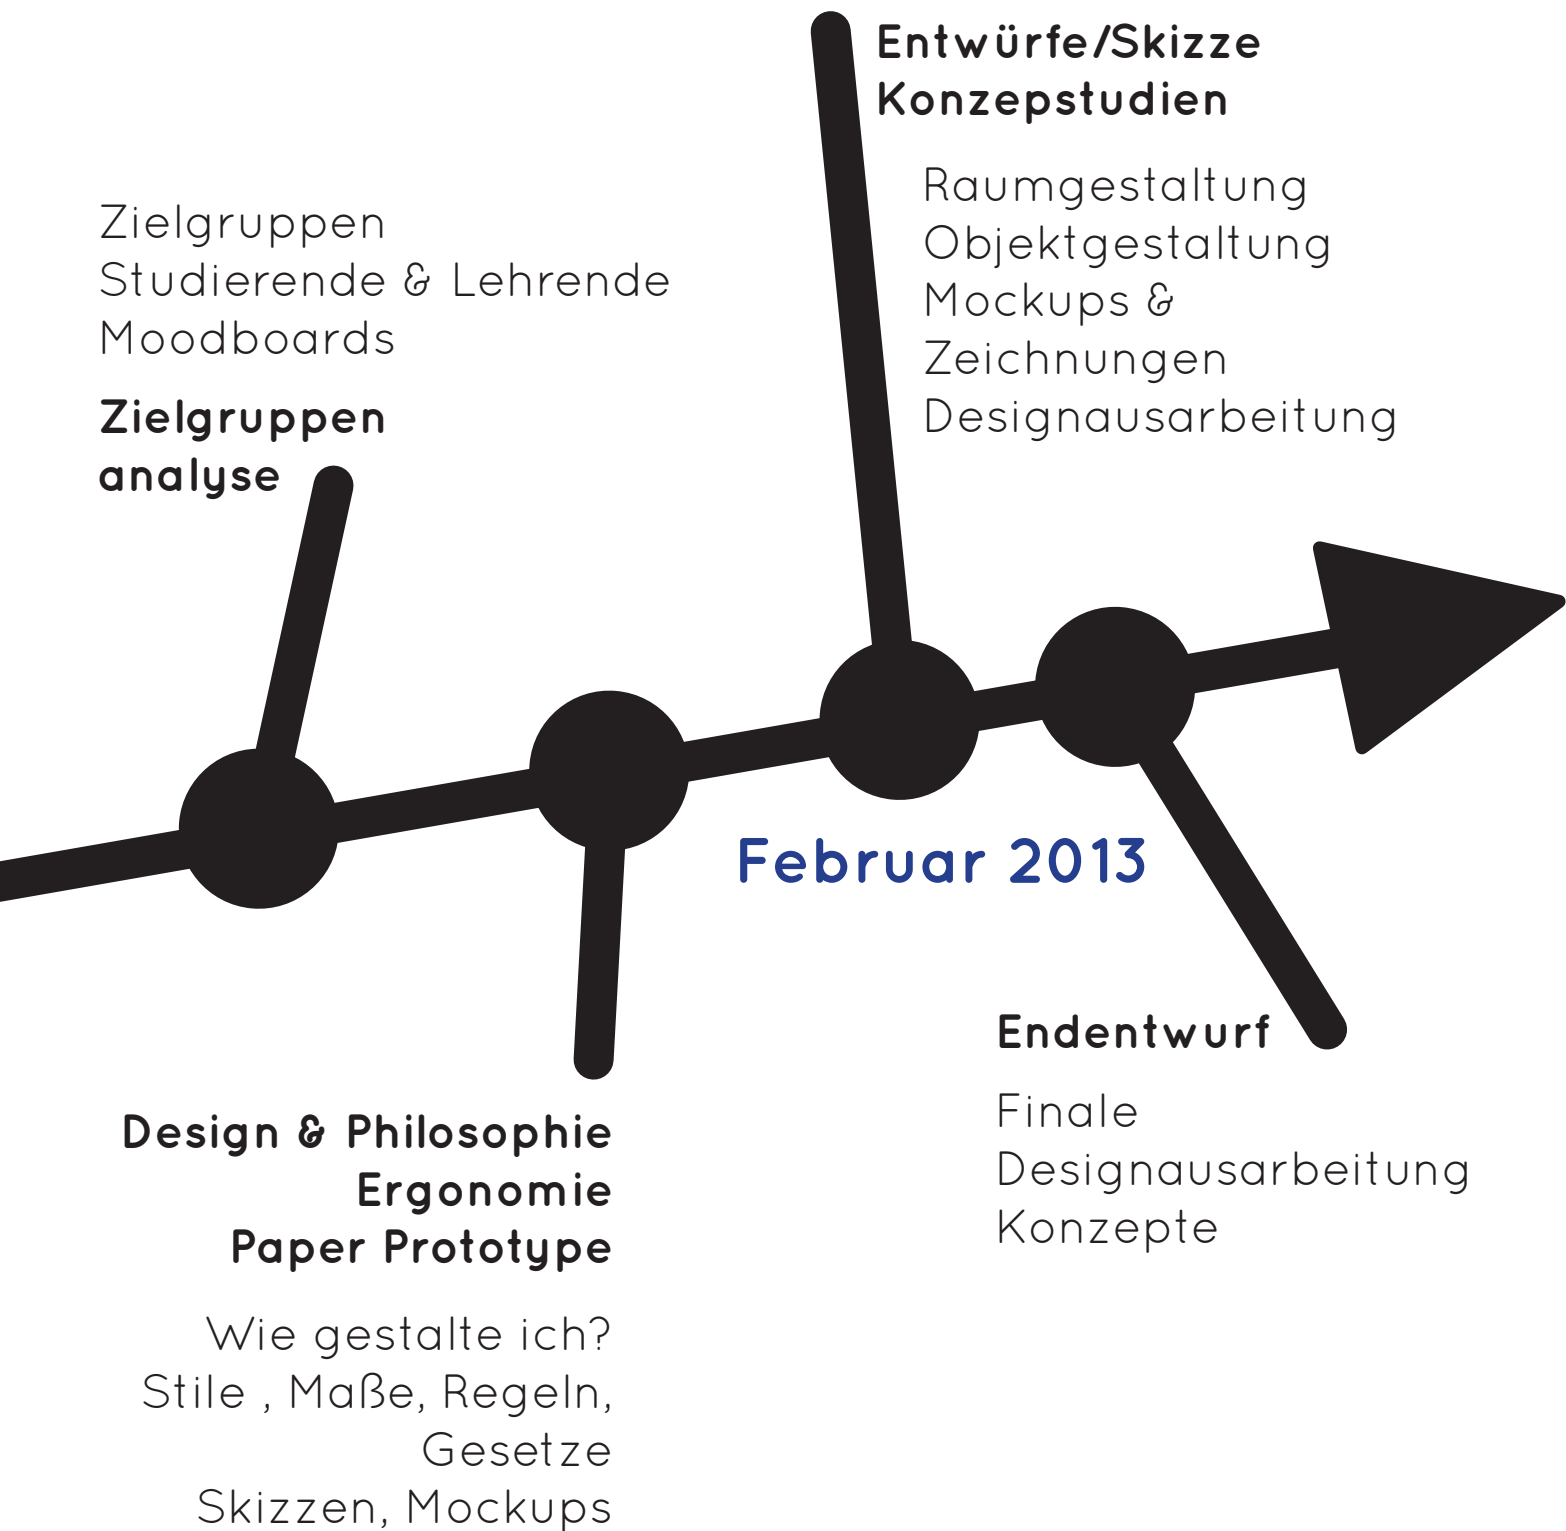 Zielgruppen
Studierende & Lehrende
Moodboards
Zielgruppen
analyse
Design & Philosophie
Ergonomie
Paper Prototype
Wie gestalte ich?
Stile , Maße, Regeln,
Gesetze
Skizzen, Mockups
Entwürfe/Skizze
Konzepstudien
Raumgestaltung
Objektgestaltung
Mockups &
Zeichnungen
Designausarbeitung
Februar 2013
Endentwurf
Finale
Designausarbeitung
Konzepte